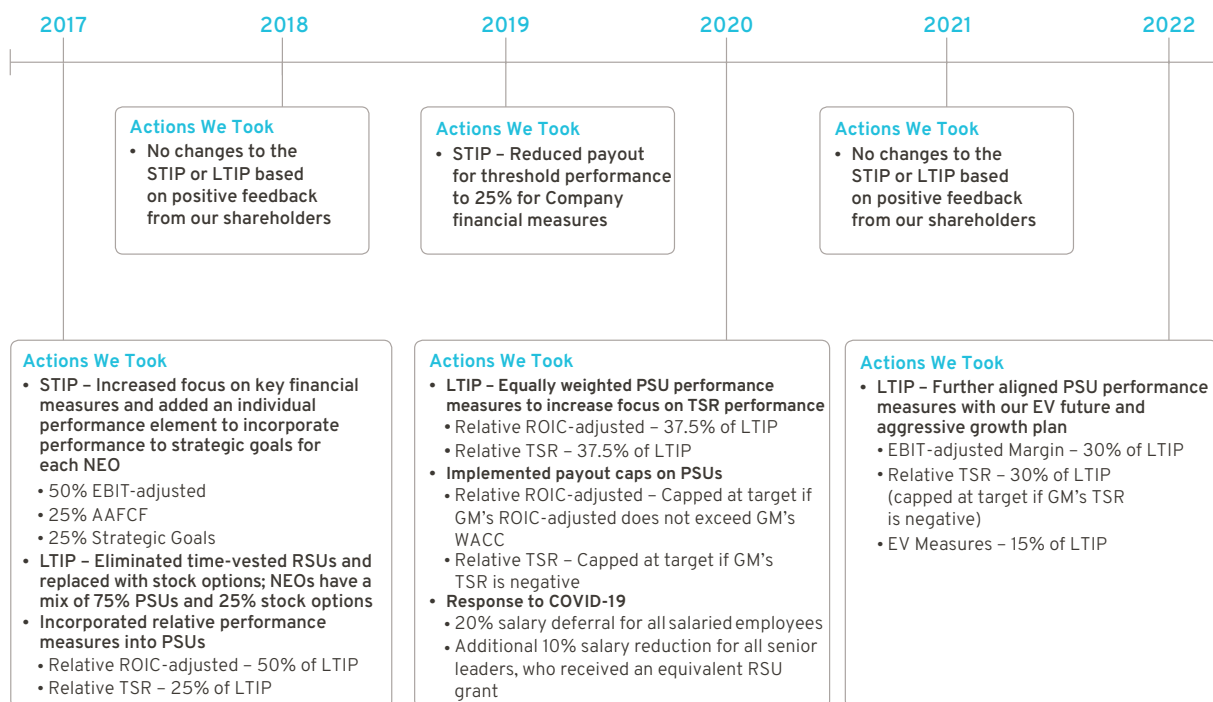 2017 2018 2019 2020 2021 2022
Actions We Took
• No changes to the
STIP or LTIP based
on positive feedback
from our shareholders
Actions We Took
• STIP – Reduced payout
for threshold performance
to 25% for Company
financial measures
Actions We Took
• No changes to the
STIP or LTIP based
on positive feedback
from our shareholders
Actions We Took
• STIP – Increased focus on key financial
measures and added an individual
performance element to incorporate
performance to strategic goals for
each NEO
• 50% EBIT-adjusted
• 25% AAFCF
• 25% Strategic Goals
• LTIP – Eliminated time-vested RSUs and
replaced with stock options; NEOs have a
mix of 75% PSUs and 25% stock options
• Incorporated relative performance
measures into PSUs
• Relative ROIC-adjusted – 50% of LTIP
• Relative TSR – 25% of LTIP
Actions We Took
• LTIP – Equally weighted PSU performance
measures to increase focus on TSR performance
• Relative ROIC-adjusted – 37.5% of LTIP
• Relative TSR – 37.5% of LTIP
• Implemented payout caps on PSUs
• Relative ROIC-adjusted – Capped at target if
GM's ROIC-adjusted does not exceed GM's
WACC
• Relative TSR – Capped at target if GM's
TSR is negative
• Response to COVID-19
• 20% salary deferral for all salaried employees
• Additional 10% salary reduction for all senior
leaders, who received an equivalent RSU
grant
Actions We Took
• LTIP – Further aligned PSU performance
measures with our EV future and
aggressive growth plan
• EBIT-adjusted Margin – 30% of LTIP
• Relative TSR – 30% of LTIP
(capped at target if GM's TSR
is negative)
• EV Measures – 15% of LTIP